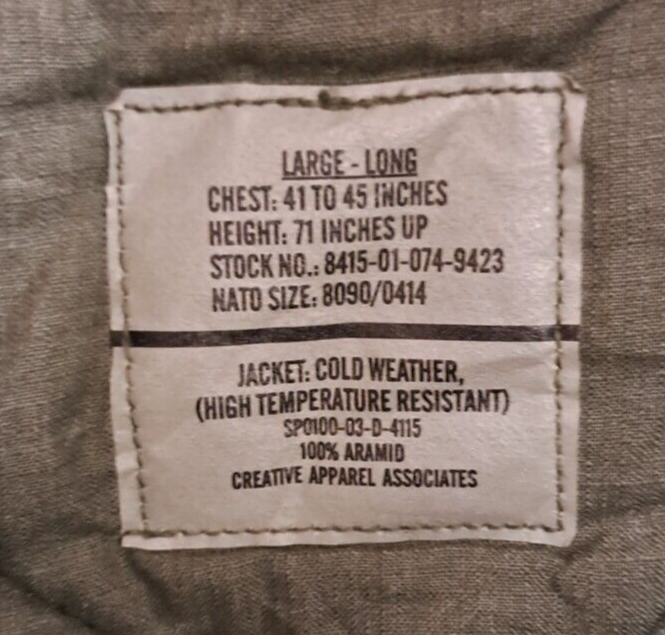 LARGE - LONG
CHEST: 41 TO 45 INCHES
HEIGHT: 71 INCHES UP
STOCK NO.: 8415-01-074-9423
NATO SIZE: 8090/0414
JACKET: COLD WEATHER,
(HIGH TEMPERATURE RESISTANT)
SP0100-03-D-4115
100% ARAMID
CREATIVE APPAREL ASSOCIATES